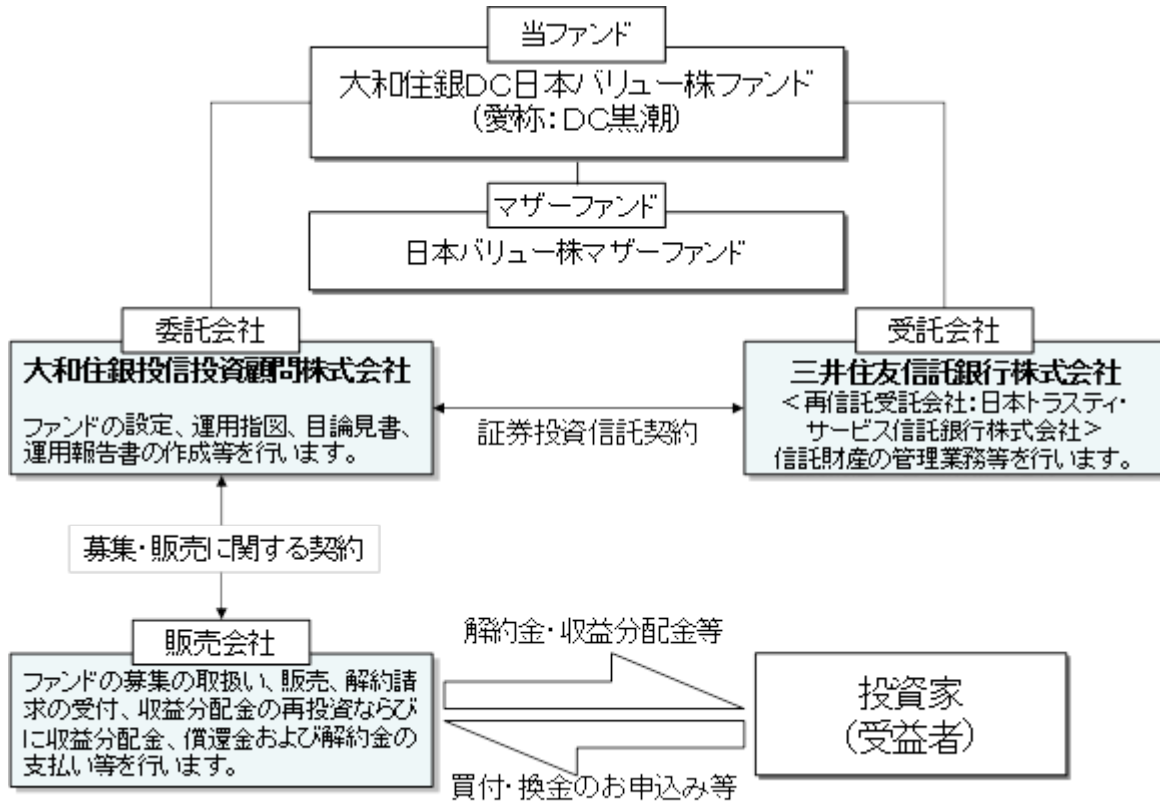 当ファンド
大和住銀DC日本バリュー株ファンド
(愛称:DC黒潮)
マザーファンド
日本バリュー株マザーファンド
委託会社
大和住銀投信投資顧問株式会社
ファンドの設定、運用指図、目論見書、
運用報告書の作成等を行います。
証券投資信託契約
受託会社
三井住友信託銀行株式会社
<再信託受託会社:日本トラスティ・
サービス信託銀行株式会社>
信託財産の管理業務等を行います。
募集・販売に関する契約
販売会社
ファンドの募集の取扱い、販売、解約請
求の受付、収益分配金の再投資ならび
に収益分配金、償還金および解約金の
支払い等を行います。
解約金・収益分配金等
買付・換金のお申込み等
投資家
(受益者)